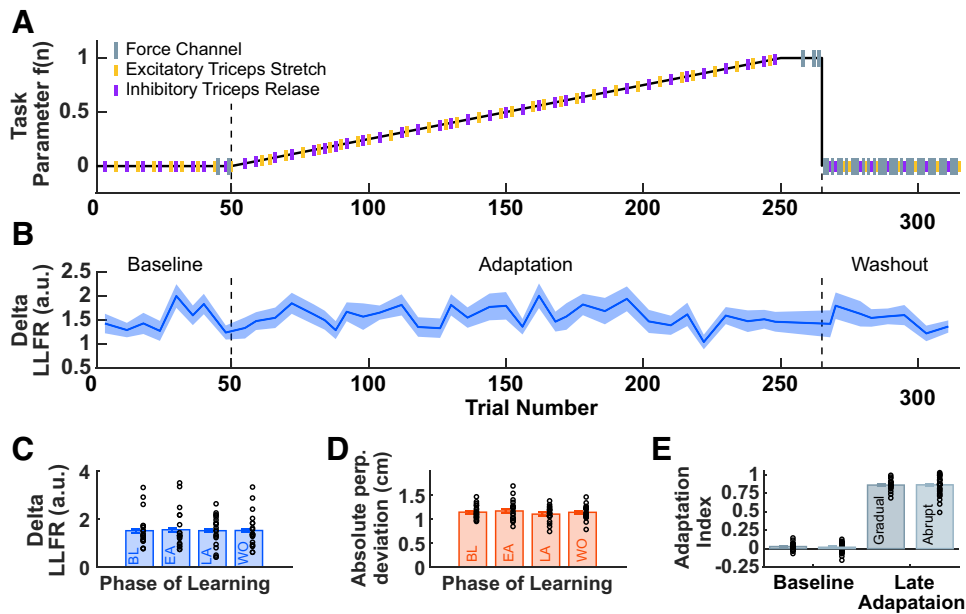 A
Task
Parameter f(n)
1
0.5
0
Force Channel
Excitatory Triceps Stretch
Inhibitory Triceps Relase
0 50 100 150 200 250 300
B
Delta
LLFR (a.u.)
2.5
2
1.5
1
0.5
Baseline Adaptation Washout
0 50 100 150 200 250 300
Trial Number
C
Delta
LLFR (a.u.)
4
2
0
BL EA LA WO
Phase of Learning
D
Absolute perp.
deviation (cm)
1.5
1
0.5
0
BL EA LA WO
Phase of Learning
E
Adaptation
Index
1
0.75
0.5
0.25
0
-0.25
Gradual Abrupt
Baseline Late
Adapataion